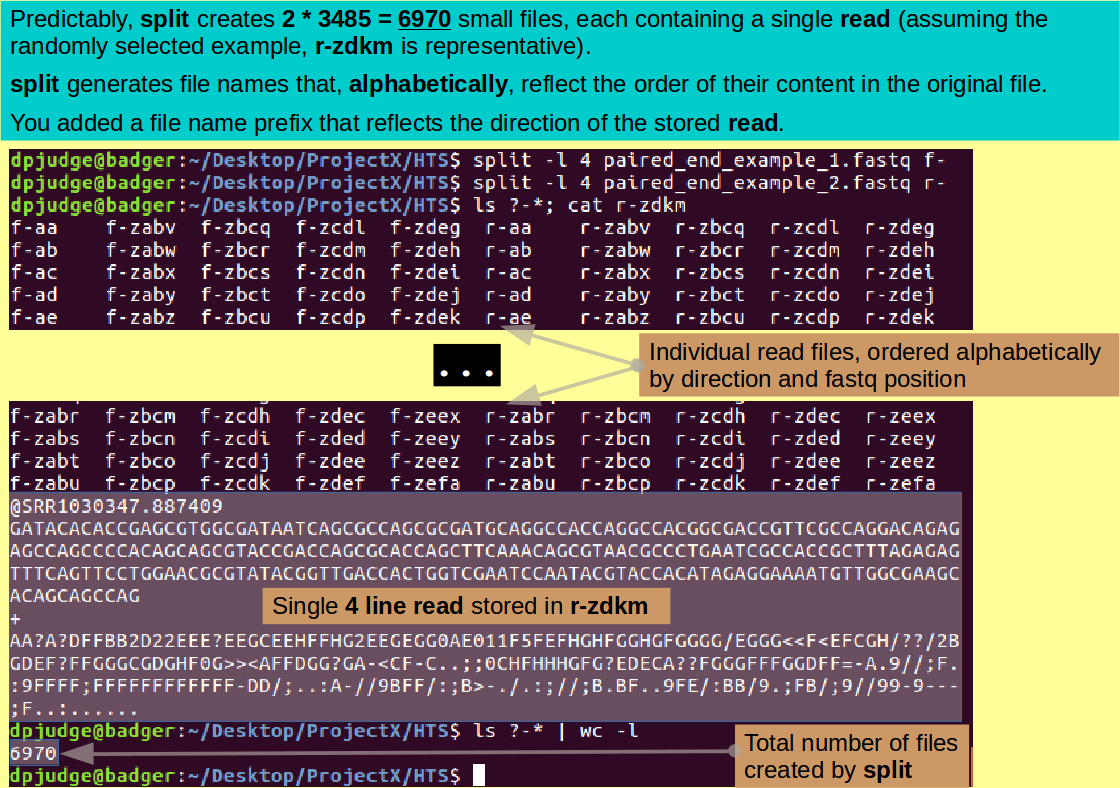 Predictably, split creates 2 * 3485 = 6970 small files, each containing a single read (assuming the
randomly selected example, r-zdkm is representative).
split generates file names that, alphabetically, reflect the order of their content in the original file.
You added a file name prefix that reflects the direction of the stored read.
dpjudge@badger:~/Desktop/ProjectX/HTS$ split -l 4 paired_end_example_1.fastq f-
dpjudge@badger:~/Desktop/ProjectX/HTS$ split -l 4 paired_end_example_2.fastq r-
dpjudge@badger:~/Desktop/ProjectX/HTS$ ls ?-*; cat r-zdkm
f-aa f-zabv f-zbcq f-zcdl f-zdeg r-aa r-zabv r-zbcq r-zcdl r-zdeg
f-ab f-zabw f-zbcr f-zcdm f-zdeh r-ab r-zabw r-zbcr r-zcdm r-zdeh
f-ac f-zabx f-zbcs f-zcdn f-zdei r-ac r-zabx r-zbcs r-zcdn r-zdei
f-ad f-zaby f-zbct f-zcdo f-zdej r-ad r-zaby r-zbct r-zcdo r-zdej
f-ae f-zabz f-zbcu f-zcdp f-zdek r-ae r-zabz r-zbcu r-zcdp r-zdek
...
Individual read files, ordered alphabetically
by direction and fastq position
f-zabr f-zbcm f-zcdh f-zdec f-zeex r-zabr r-zbcm r-zcdh r-zdec r-zeex
f-zabs f-zbcn f-zcdi f-zded f-zeey r-zabs r-zbcn r-zcdi r-zded r-zeey
f-zabt f-zbco f-zcdj f-zdee f-zeez r-zabt r-zbco r-zcdj r-zdee r-zeez
f-zabu f-zbcp f-zcdk f-zdef f-zefa r-zabu r-zbcp r-zcdk r-zdef r-zefa
@SRR1030347.887409
GATACACACCGAGCGTGGCGATAATCAGCGCCAGCGCGATGCAGGCCACCAGGCCACGGCGACCGTTCGCCAGGACAGAG
AGCCAGCCCCACAGCAGCGTACCGACCAGCGCACCAGCTTCAAACAGCGTAACGCCCTGAATCGCCACCGCTTTAGAGAG
TTTCAGTTCCTGGAACGCGTATACGGTTGACCACTGGTCGAATCCAATACGTACCACATAGAGGAAAATGTTGGCGAAGC
ACAGCAGCCAG
Single 4 line read stored in r-zdkm
+
AA?A?DFFBB2D22EEE?EEGCEEHFFHG2EEGEGG0AE011F5FEFHGHFGGHGFGGGG/EGGG<<F<EFCGH/??/2B
GDEF?FFGGGCGDGHF0G>><AFFDGG?GA-<CF-C..;;0CHFHHHGFG?EDECA??FGGGFFFGGDFF=-A.9//;F.
:9FFFF;FFFFFFFFFFFF-DD/;..:A-//9BFF/:;B>-./.:;//;B.BF..9FE/:BB/9.;FB/;9//99-9---
;F..:......
dpjudge@badger:~/Desktop/ProjectX/HTS$ ls ?-* | wc -l
6970
Total number of files
created by split
dpjudge@badger:~/Desktop/ProjectX/HTS$